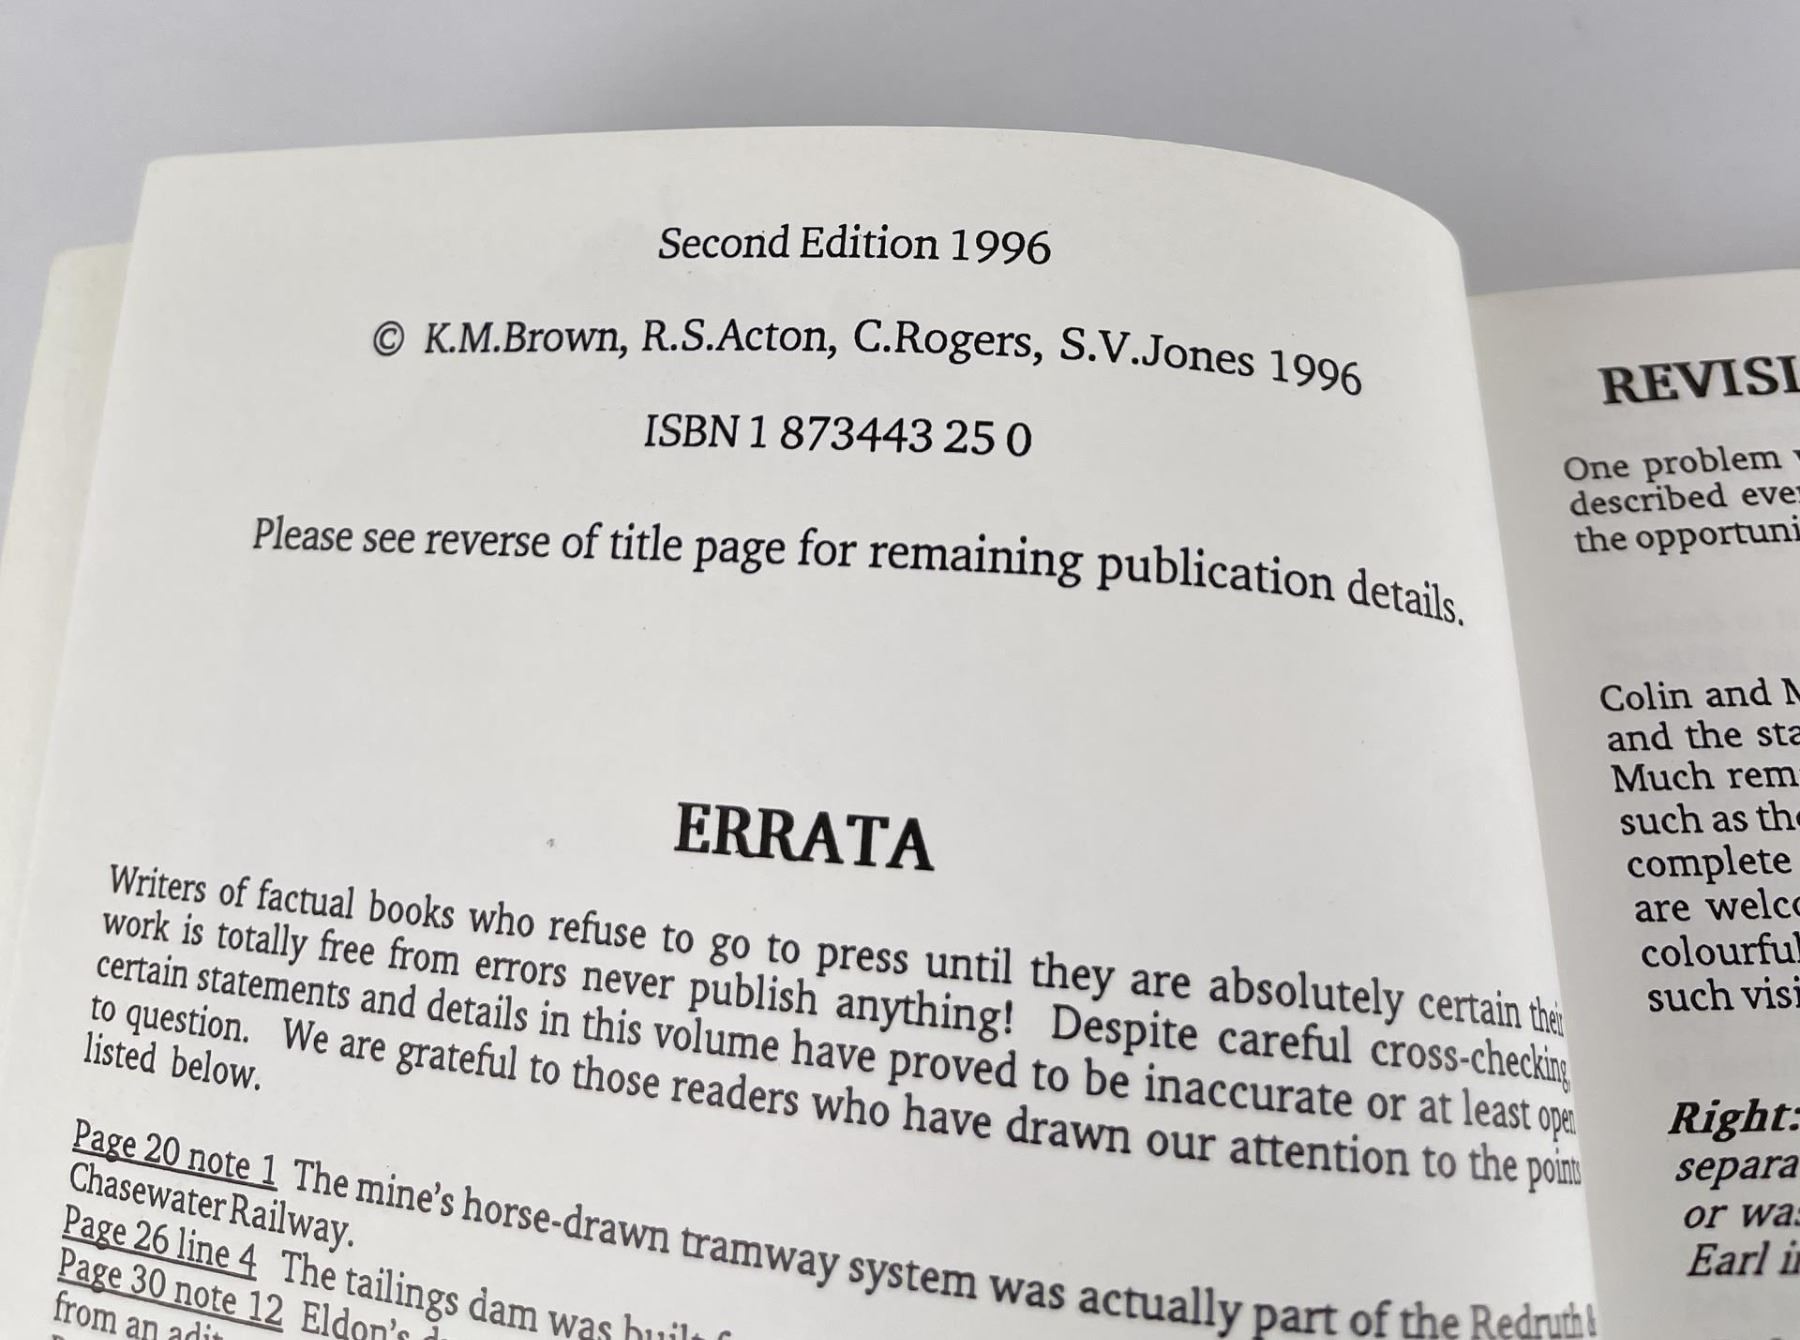 Second Edition 1996
© K.M.Brown, R.S.Acton, C.Rogers, S.V.Jones 1996
ISBN 1 873443 25 0
Please see reverse of title page for remaining publication details.
ERRATA
Writers of factual books who refuse to go to press until they are absolutely certain their
work is totally free from errors never publish anything! Despite careful cross-checking,
certain statements and details in this volume have proved to be inaccurate or at least open
to question. We are grateful to those readers who have drawn our attention to the points
listed below.
Page 20 note 1 The mine's horse-drawn tramway system was actually part of the Redruth &
Chasewater Railway.
Page 26 line 4 The tailings dam was built
Page 30 note 12 Eldon's
from an adit
One problem
described
the opportuni
Colin and
and the
Much rem
such as
complete
are
colourful
such visi
Right:
separa
or was
Earl